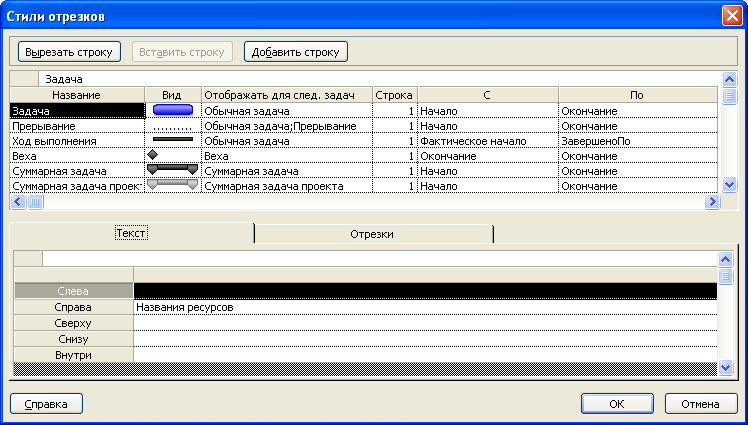 Стили отрезков
Вырезать строку Вставить строку Добавить строку
Задача
Название Вид Отображать для след. задач Строка С По
Задача Обычная задача 1 Начало Окончание
Прерывание Обычная задача;Прерывание 1 Начало Окончание
Ход выполнения Обычная задача 1 Фактическое начало ЗавершеноПо
Веха Веха 1 Окончание Окончание
Суммарная задача Суммарная задача 1 Начало Окончание
Суммарная задача проект Суммарная задача проекта 1 Начало Окончание
Текст Отрезки
Слева
Справа Названия ресурсов
Сверху
Снизу
Внутри
Справка ОК Отмена